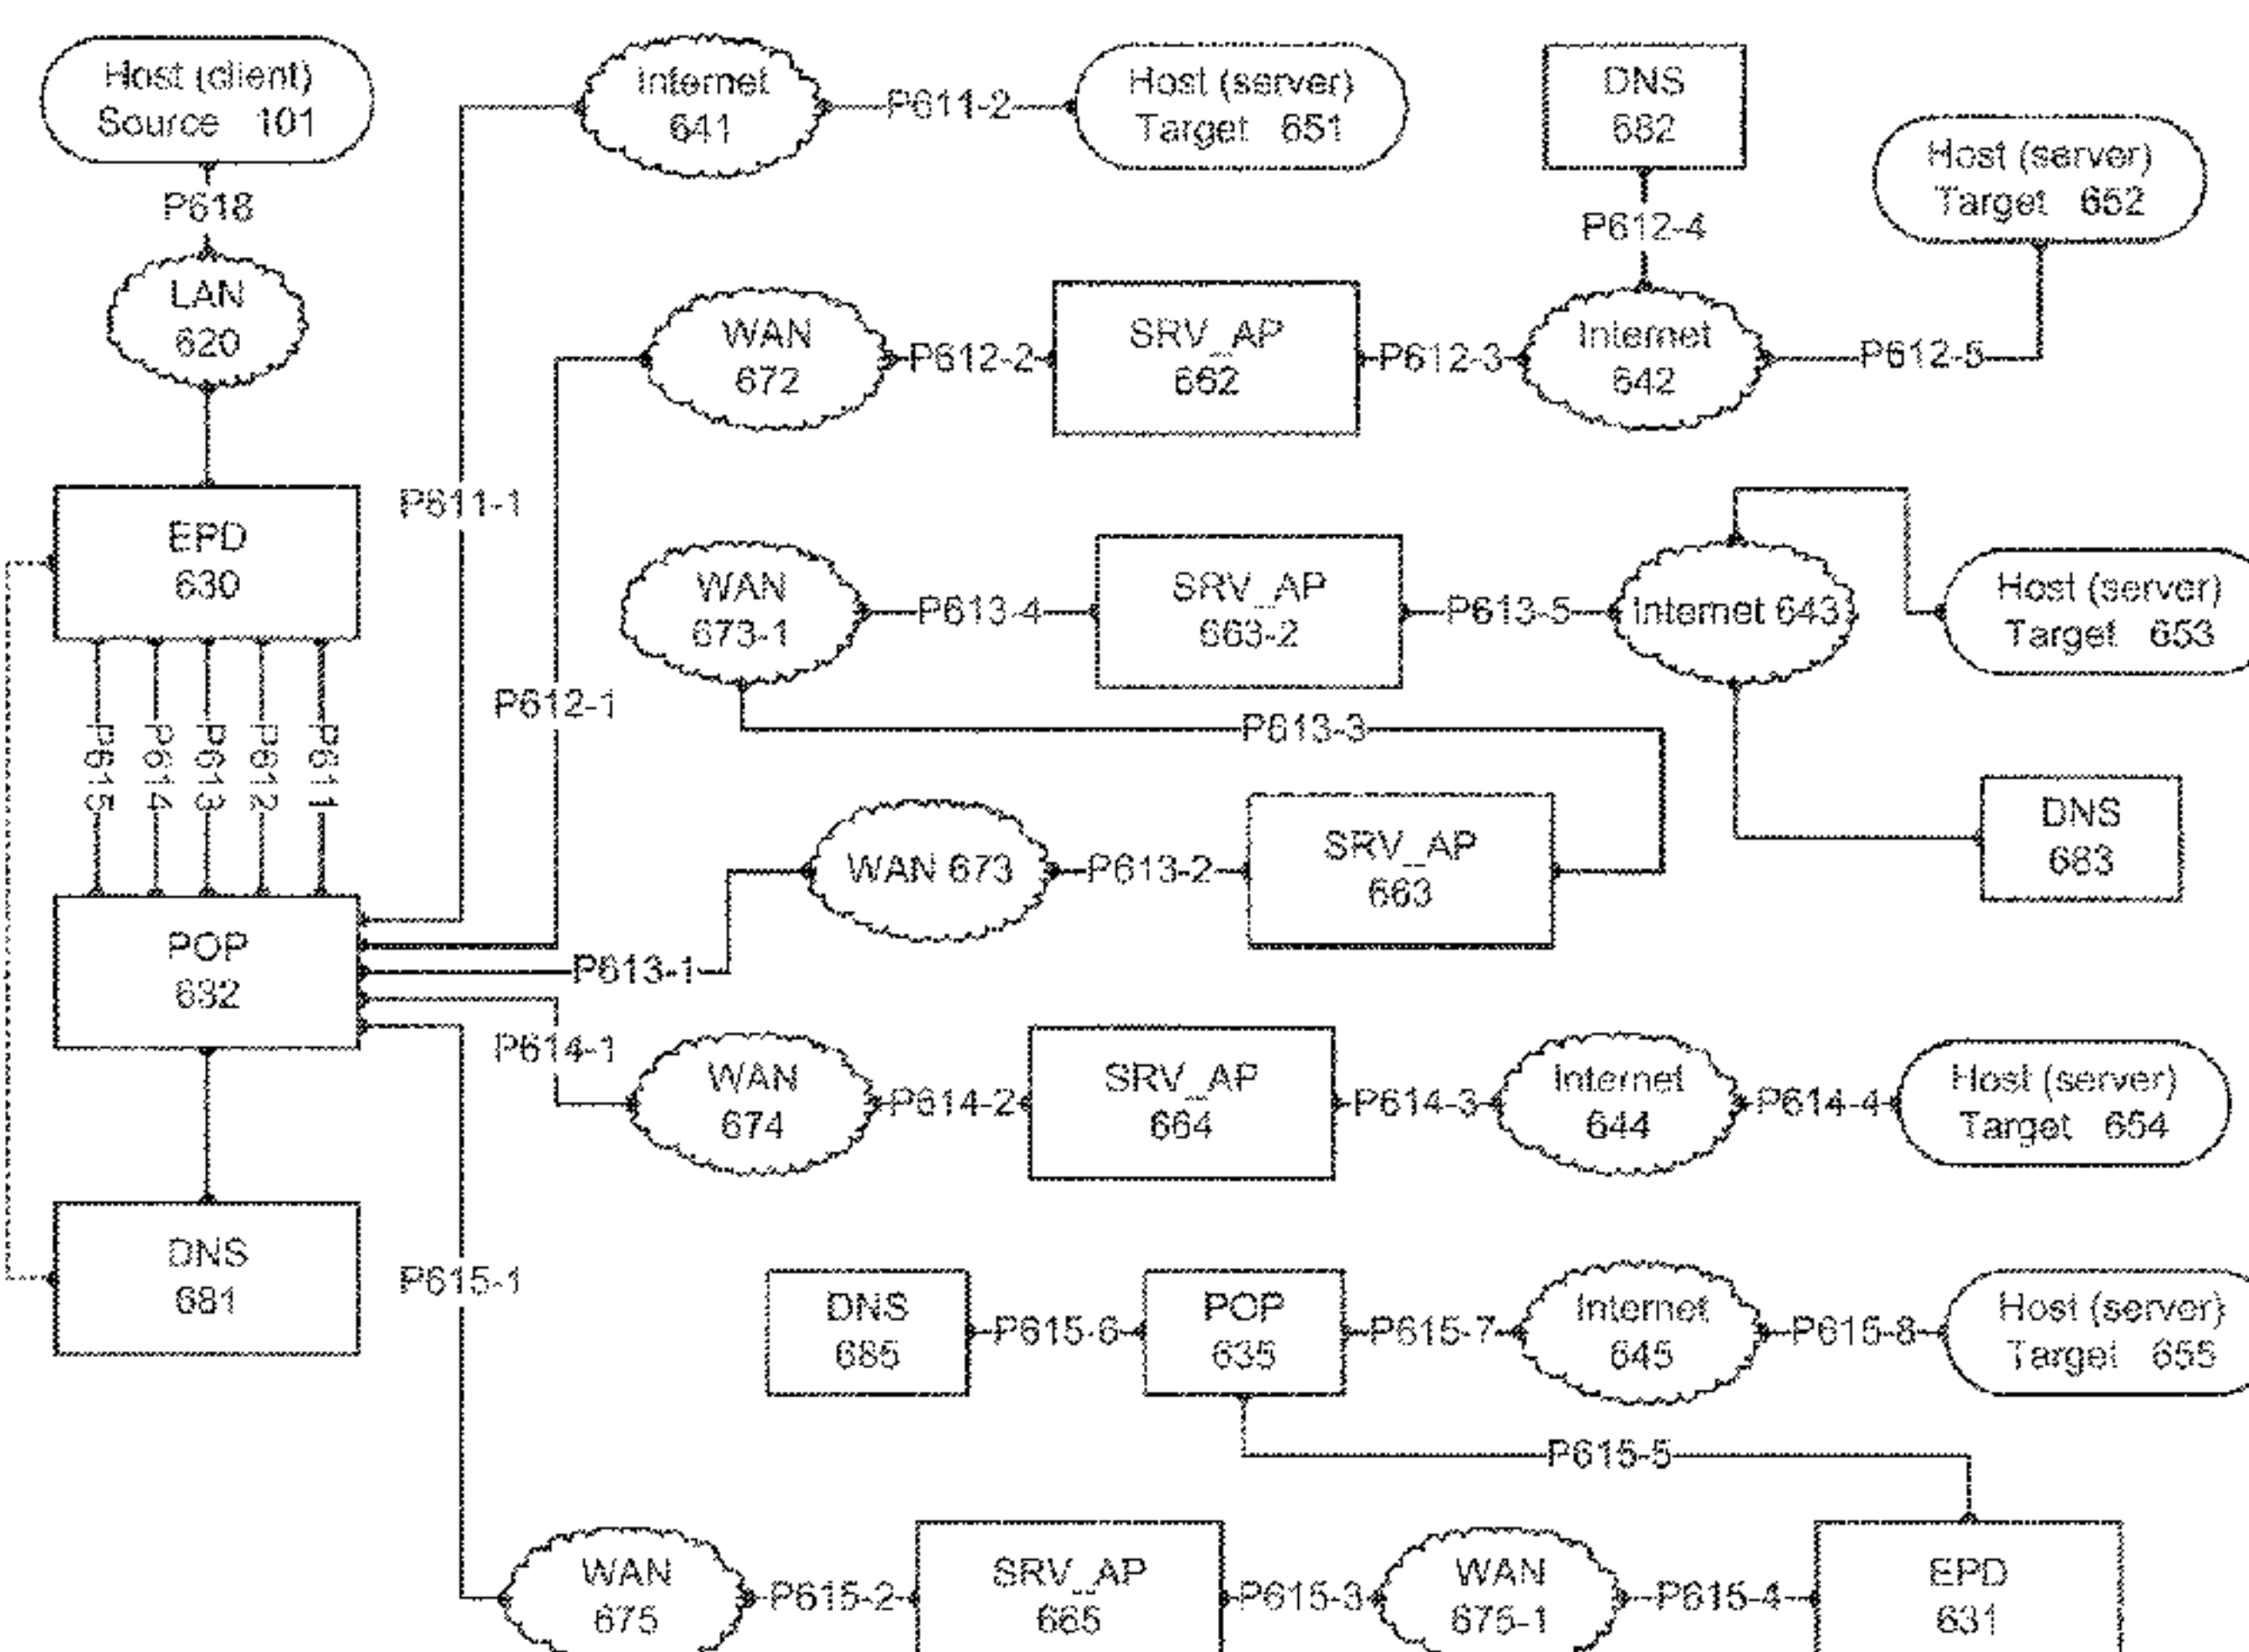 Host (client)
Source 101
P618
LAN
620
EPD
630
P615
P614
P613
P612
P611
POP
632
DNS
681
P611-1
Internet
641
P611-2
Host (server)
Target 651
P612-1
WAN
672
P612-2
SRV_AP
662
P612-3
Internet
642
P612-4
DNS
682
P612-5
Host (server)
Target 652
P613-1
WAN 673
P613-2
SRV_AP
663
P613-3
WAN
673-1
P613-4
SRV_AP
663-2
P613-5
Internet 643
Host (server)
Target 653
DNS
683
P614-1
WAN
674
P614-2
SRV_AP
664
P614-3
Internet
644
P614-4
Host (server)
Target 654
P615-1
WAN
675
P615-2
SRV_AP
665
P615-3
WAN
675-1
P615-4
EPD
631
P615-5
POP
635
P615-6
DNS
685
P615-7
Internet
645
P615-8
Host (server)
Target 655